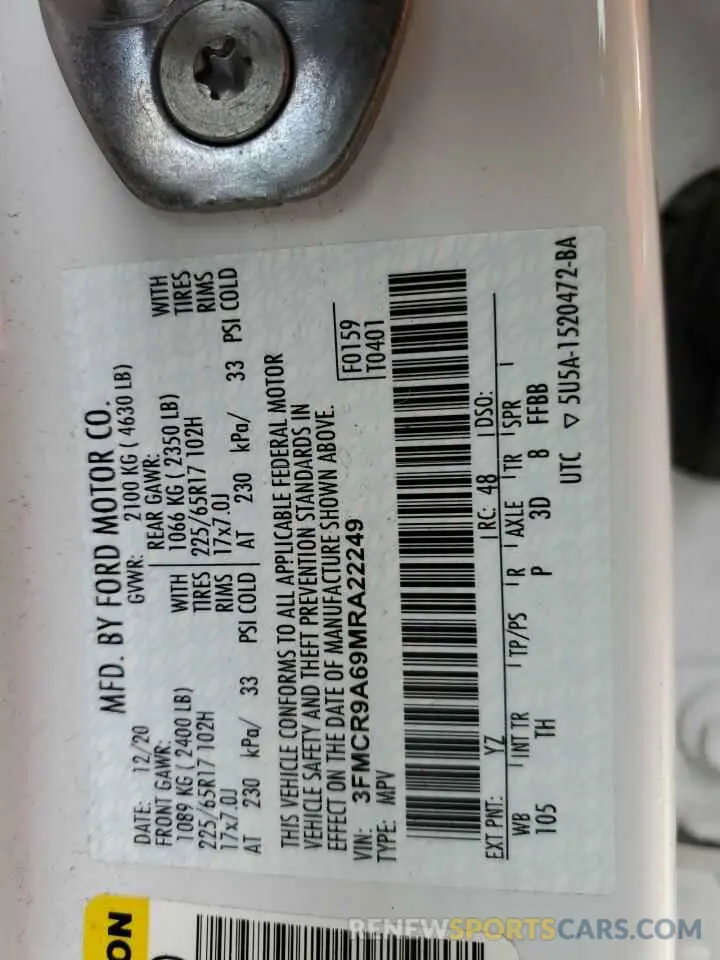 MFD. BY FORD MOTOR CO.
DATE: 12/20 GVWR: 2100 KG ( 4630 LB)
FRONT GAWR: REAR GAWR:
1089 KG ( 2400 LB) WITH 1066 KG ( 2350 LB) WITH
225/65R17 102H TIRES 225/65R17 102H TIRES
17x7.0J RIMS 17x7.0J RIMS
AT 230 kPa/ 33 PSI COLD AT 230 kPa/ 33 PSI COLD
THIS VEHICLE CONFORMS TO ALL APPLICABLE FEDERAL MOTOR
VEHICLE SAFETY AND THEFT PREVENTION STANDARDS IN
EFFECT ON THE DATE OF MANUFACTURE SHOWN ABOVE.
VIN: 3FMCR9A69MRA22249 F0159
TYPE: MPV T0401
EXT PNT: YZ RC: 48 DSO:
WB INT TR TP/PS R AXLE TR SPR
105 TH P 3D 8 FFBB
UTC ▽ 5U5A-1520472-BA
ON
RENEWSPORTSCARS.COM